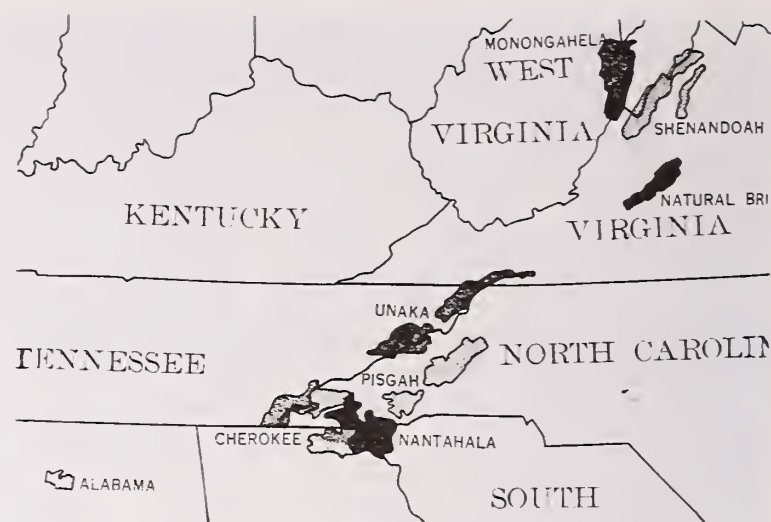 MONONGAHELA
WEST
VIRGINIA
SHENANDOAH
NATURAL BRI
KENTUCKY
VIRGINIA
UNAKA
TENNESSEE
NORTH CAROLIN
PISGAH
CHEROKEE
NANTAHALA
ALABAMA
SOUTH